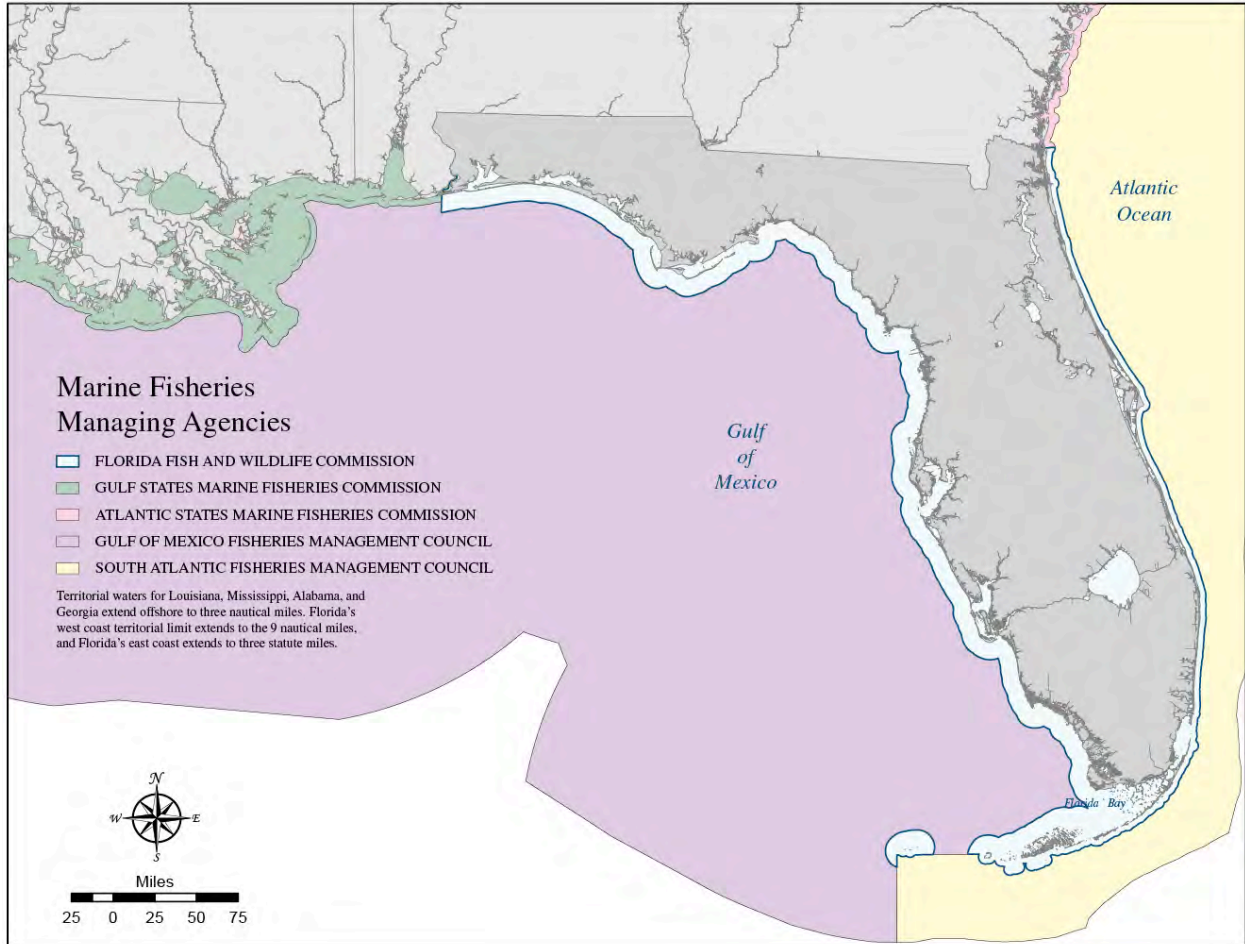 Atlantic
Ocean
Marine Fisheries
Managing Agencies
FLORIDA FISH AND WILDLIFE COMMISSION
GULF STATES MARINE FISHERIES COMMISSION
ATLANTIC STATES MARINE FISHERIES COMMISSION
GULF OF MEXICO FISHERIES MANAGEMENT COUNCIL
SOUTH ATLANTIC FISHERIES MANAGEMENT COUNCIL
Territorial waters for Louisiana, Mississippi, Alabama, and
Georgia extend offshore to three nautical miles. Florida's
west coast territorial limit extends to the 9 nautical miles,
and Florida's east coast extends to three statute miles.
Gulf
of
Mexico
Florida Bay
N
W E
S
Miles
25 0 25 50 75